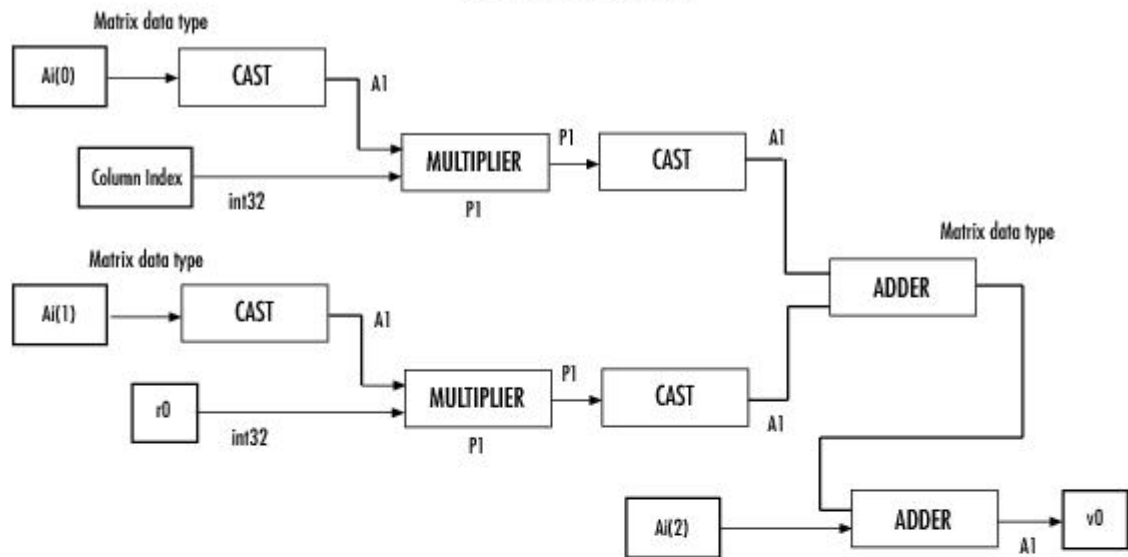 Matrix data type
Ai(0)
CAST
A1
Column Index
int32
MULTIPLIER
P1
P1
CAST
A1
Matrix data type
Ai(1)
CAST
A1
r0
int32
MULTIPLIER
P1
P1
CAST
A1
Matrix data type
ADDER
Ai(2)
ADDER
A1
v0